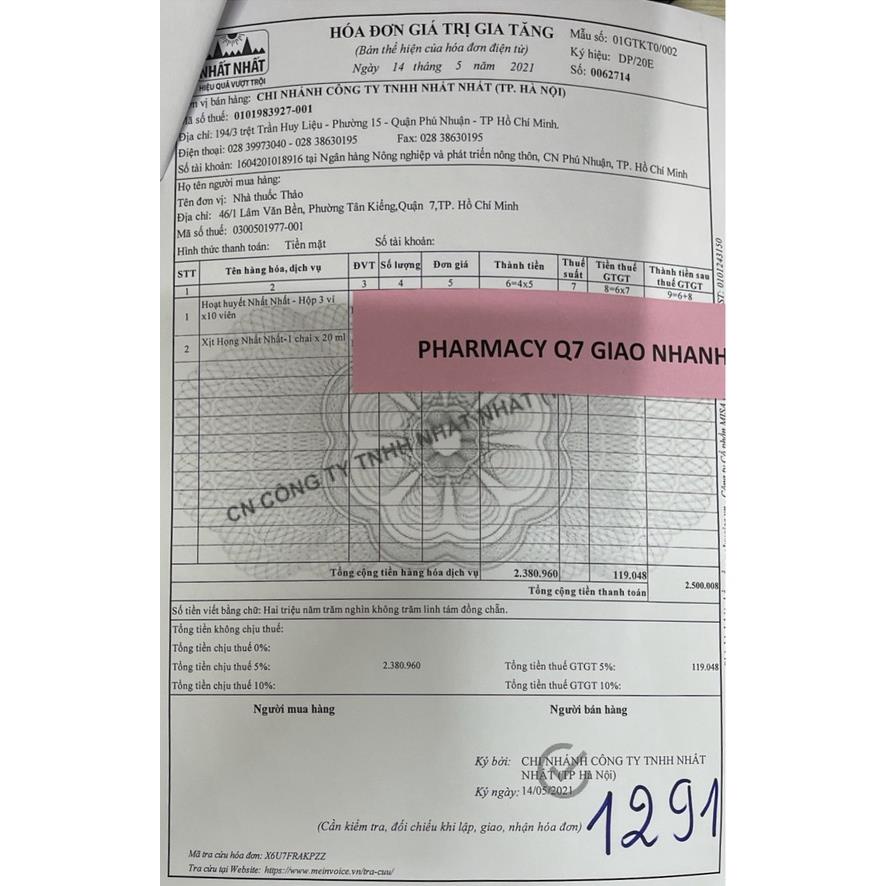 HÓA ĐƠN GIÁ TRỊ GIA TĂNG
(Bản thể hiện của hóa đơn điện tử)
Ngày 14 tháng 5 năm 2021
Mẫu số: 01GTKT0/002
Ký hiệu: DP/20E
Số: 0062714
NHẤT NHẤT
HIỆU QUẢ VƯỢT TRỘI
vị bán hàng: CHI NHÁNH CÔNG TY TNHH NHẤT NHẤT (TP. HÀ NỘI)
Mã số thuế: 0101983927-001
Địa chỉ: 194/3 trệt Trần Huy Liệu - Phường 15 - Quận Phú Nhuận - TP Hồ Chí Minh.
Điện thoại: 028 39973040 - 028 38630195 Fax: 028 38630195
Số tài khoản: 1604201018916 tại Ngân hàng Nông nghiệp và phát triển nông thôn, CN Phú Nhuận, TP. Hồ Chí Minh
Họ tên người mua hàng:
Tên đơn vị: Nhà thuốc Thảo
Địa chỉ: 46/1 Lâm Văn Bền, Phường Tân Kiểng,Quận 7,TP. Hồ Chí Minh
Mã số thuế: 0300501977-001
Hình thức thanh toán: Tiền mặt Số tài khoản:
STT Tên hàng hóa, dịch vụ ĐVT Số lượng Đơn giá Thành tiền Thuế suất Tiền thuế GTGT Thành tiền sau thuế GTGT
1 2 3 4 5 6=4x5 7 8=6x7 9=6+8
1 Hoạt huyết Nhất Nhất - Hộp 3 vỉ
x10 viên
2 Xịt Họng Nhất Nhất-1 chai x 20 ml
PHARMACY Q7 GIAO NHANH
CN CÔNG TY TNHH NHẤT NHẤT
Tổng cộng tiền hàng hóa dịch vụ 2.380.960 119.048
Tổng cộng tiền thanh toán 2.500.008
Số tiền viết bằng chữ: Hai triệu năm trăm nghìn không trăm linh tám đồng chẵn.
Tổng tiền không chịu thuế:
Tổng tiền chịu thuế 0%:
Tổng tiền chịu thuế 5%: 2.380.960 Tổng tiền thuế GTGT 5%: 119.048
Tổng tiền chịu thuế 10%: Tổng tiền thuế GTGT 10%:
Người mua hàng Người bán hàng
Ký bởi: CHI NHÁNH CÔNG TY TNHH NHẤT
NHẤT (TP Hà Nội)
Ký ngày: 14/05/2021
1291
(Cần kiểm tra, đối chiếu khi lập, giao, nhận hóa đơn)
Mã tra cứu hóa đơn: X6U7FRAKPZZ
Tra cứu tại Website: https://www.meinvoice.vn/tra-cuu/
ST: 0101243150